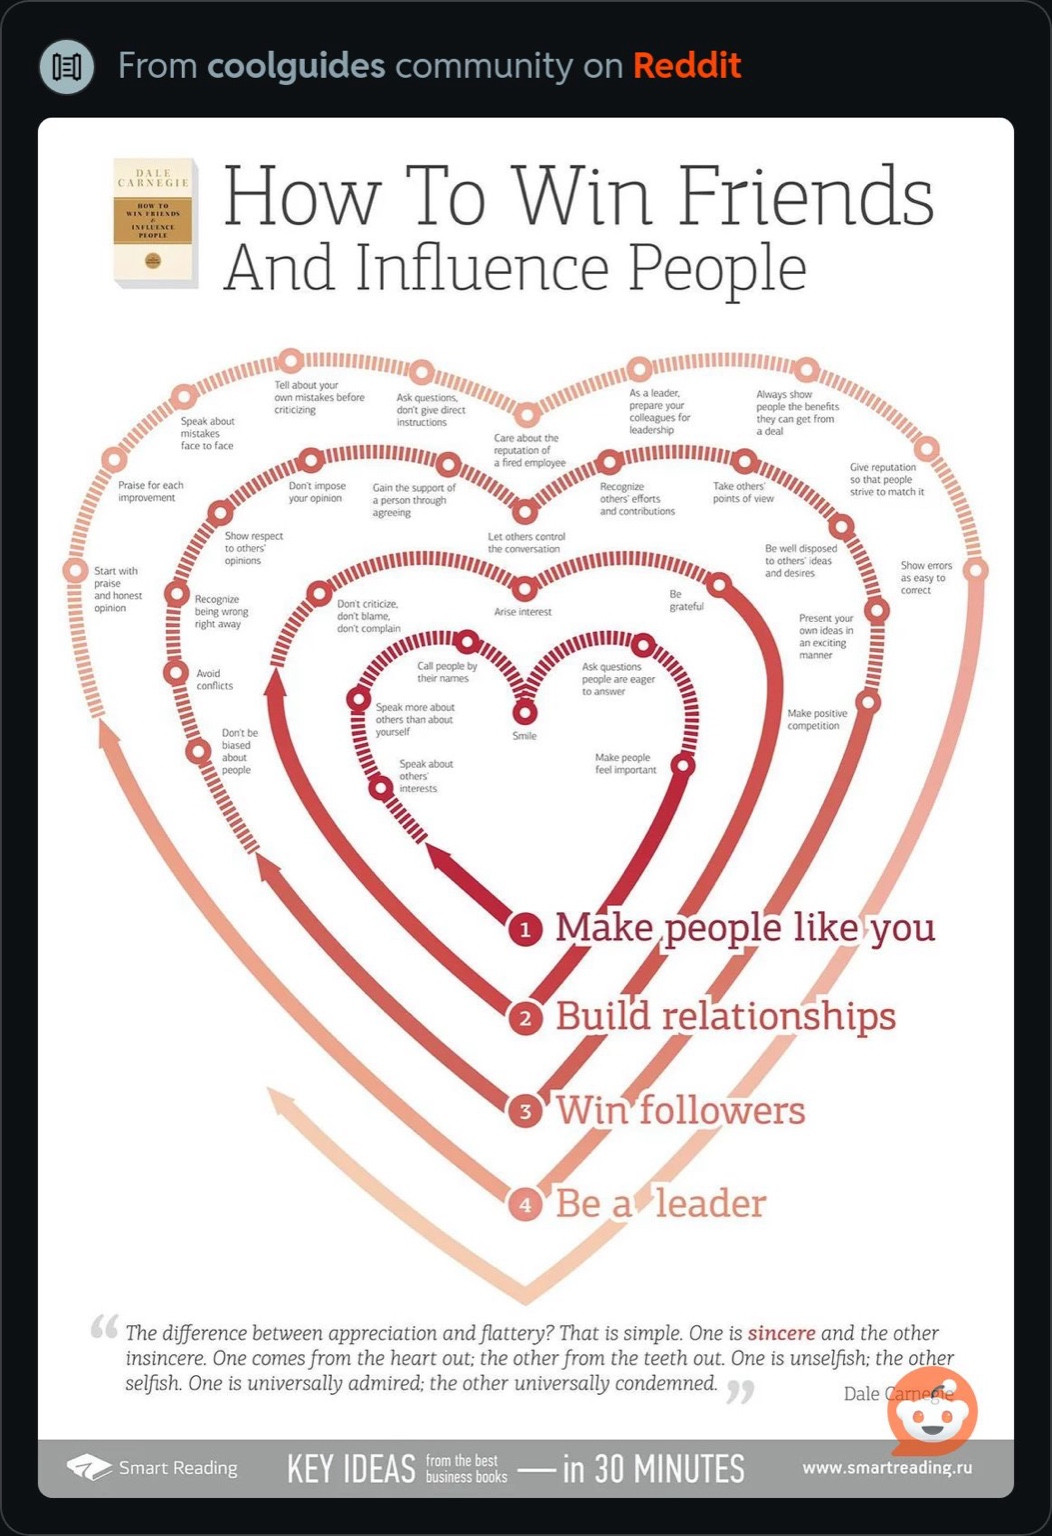 From coolguides community on Reddit
DALE
CARNEGIE
HOW TO
WIN FRIENDS
&
INFLUENCE
PEOPLE
How To Win Friends
And Influence People
Tell about your
own mistakes before
criticizing
Ask questions,
don't give direct
instructions
Care about the
reputation of
a fired employee
As a leader,
prepare your
colleagues for
leadership
Always show
people the benefits
they can get from
a deal
Speak about
mistakes
face to face
Praise for each
improvement
Start with
praise
and honest
opinion
Give reputation
so that people
strive to match it
Show errors
as easy to
correct
Don't impose
your opinion
Gain the support of
a person through
agreeing
Let others control
the conversation
Recognize
others' efforts
and contributions
Take others'
points of view
Show respect
to others'
opinions
Recognize
being wrong
right away
Avoid
conflicts
Don't be
biased
about
people
Be well disposed
to others' ideas
and desires
Present your
own ideas in
an exciting
manner
Make positive
competition
Don't criticize,
don't blame,
don't complain
Arise interest
Be
grateful
Call people by
their names
Ask questions
people are eager
to answer
Speak more about
others than about
yourself
Smile
Speak about
others'
interests
Make people
feel important
1 Make people like you
2 Build relationships
3 Win followers
4 Be a leader
“ The difference between appreciation and flattery? That is simple. One is sincere and the other
insincere. One comes from the heart out; the other from the teeth out. One is unselfish; the other
selfish. One is universally admired; the other universally condemned. ”
Dale Carnegie
Smart Reading
KEY IDEAS from the best
business books — in 30 MINUTES
www.smartreading.ru